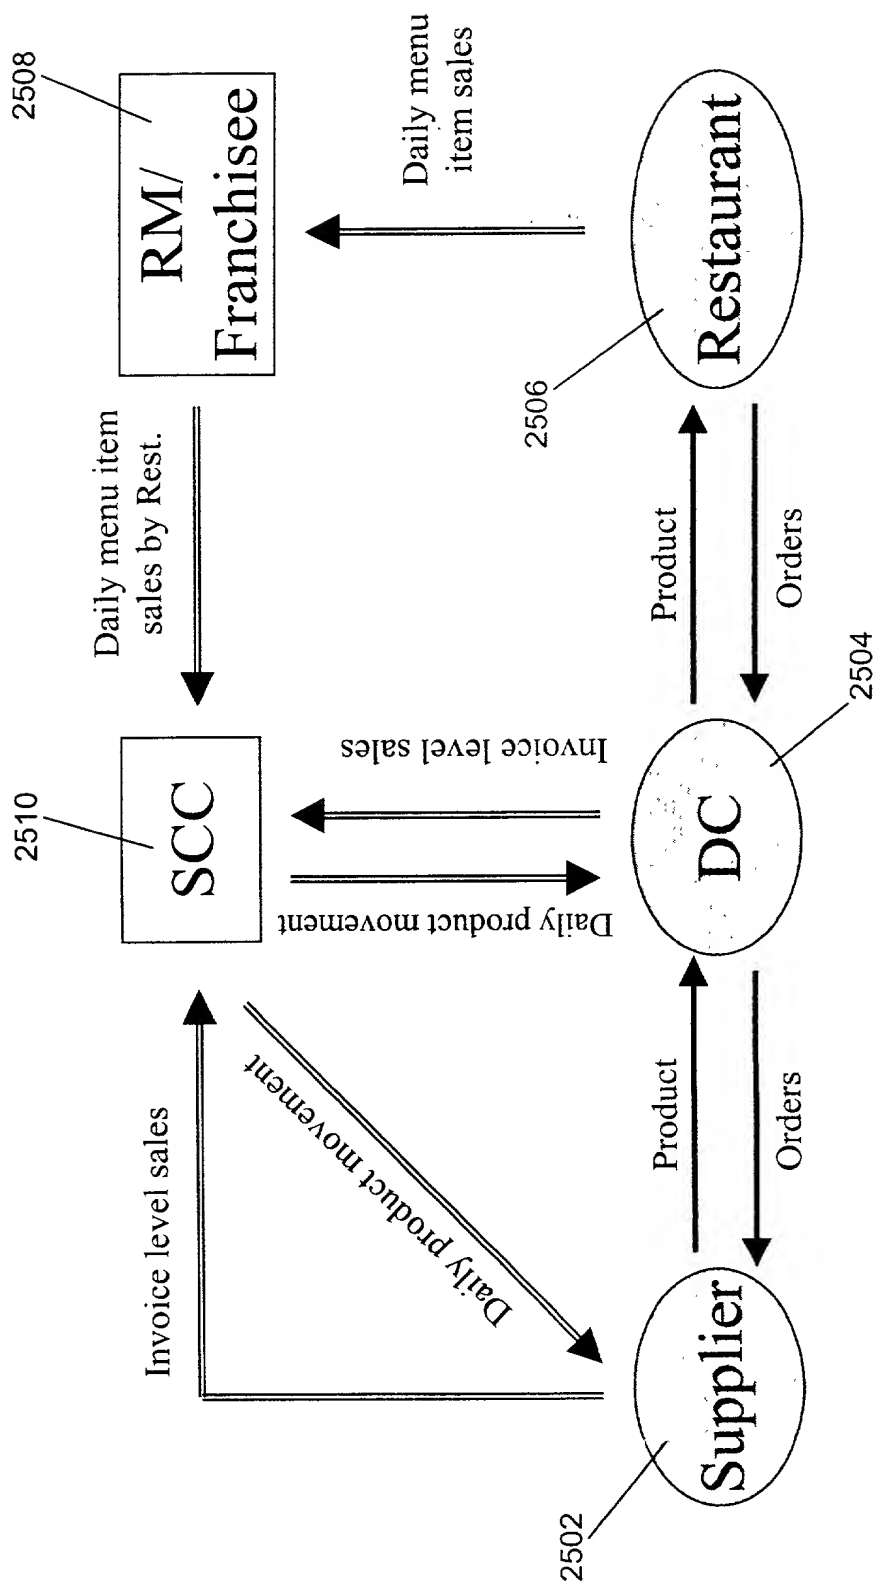 2510
2508
Invoice level sales
SCC
Daily menu item
sales by Rest.
RM/
Franchisee
Daily product movement
Daily product movement
Invoice level sales
Daily menu
item sales
2506
Product
Product
Supplier
DC
Restaurant
Orders
Orders
2502
2504